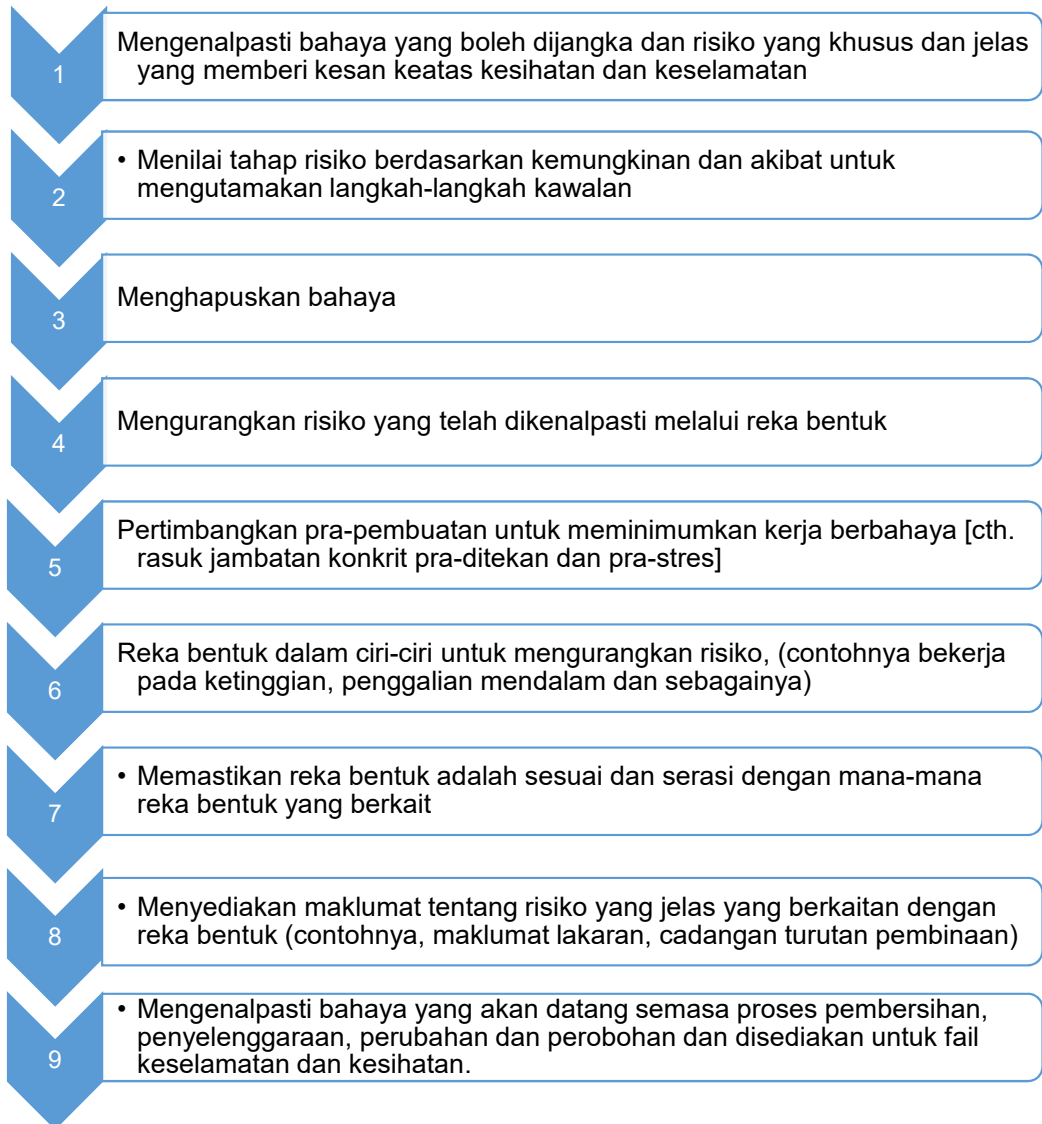 1
Mengenalpasti bahaya yang boleh dijangka dan risiko yang khusus dan jelas
yang memberi kesan keatas kesihatan dan keselamatan
2
• Menilai tahap risiko berdasarkan kemungkinan dan akibat untuk
mengutamakan langkah-langkah kawalan
3
Menghapuskan bahaya
4
Mengurangkan risiko yang telah dikenalpasti melalui reka bentuk
5
Pertimbangkan pra-pembuatan untuk meminimumkan kerja berbahaya [cth.
rasuk jambatan konkrit pra-ditekan dan pra-stres]
6
Reka bentuk dalam ciri-ciri untuk mengurangkan risiko, (contohnya bekerja
pada ketinggian, penggalian mendalam dan sebagainya)
7
• Memastikan reka bentuk adalah sesuai dan serasi dengan mana-mana
reka bentuk yang berkait
8
• Menyediakan maklumat tentang risiko yang jelas yang berkaitan dengan
reka bentuk (contohnya, maklumat lakaran, cadangan turutan pembinaan)
9
• Mengenalpasti bahaya yang akan datang semasa proses pembersihan,
penyelenggaraan, perubahan dan perobohan dan disediakan untuk fail
keselamatan dan kesihatan.